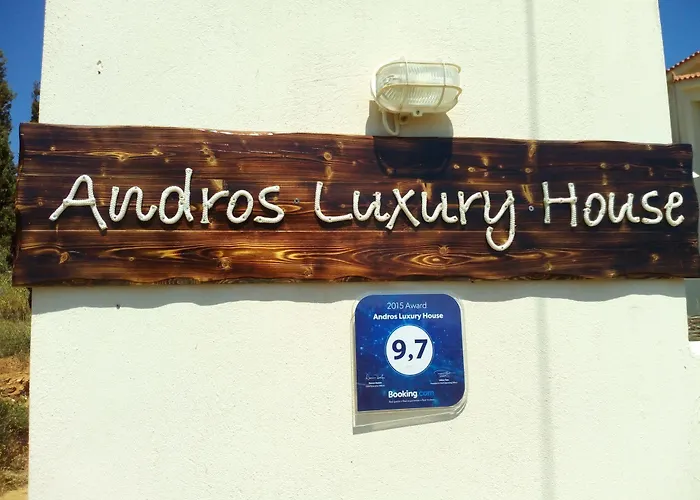 Andros Luxury House
2015 Award
Andros Luxury House
9,7
Booking.com